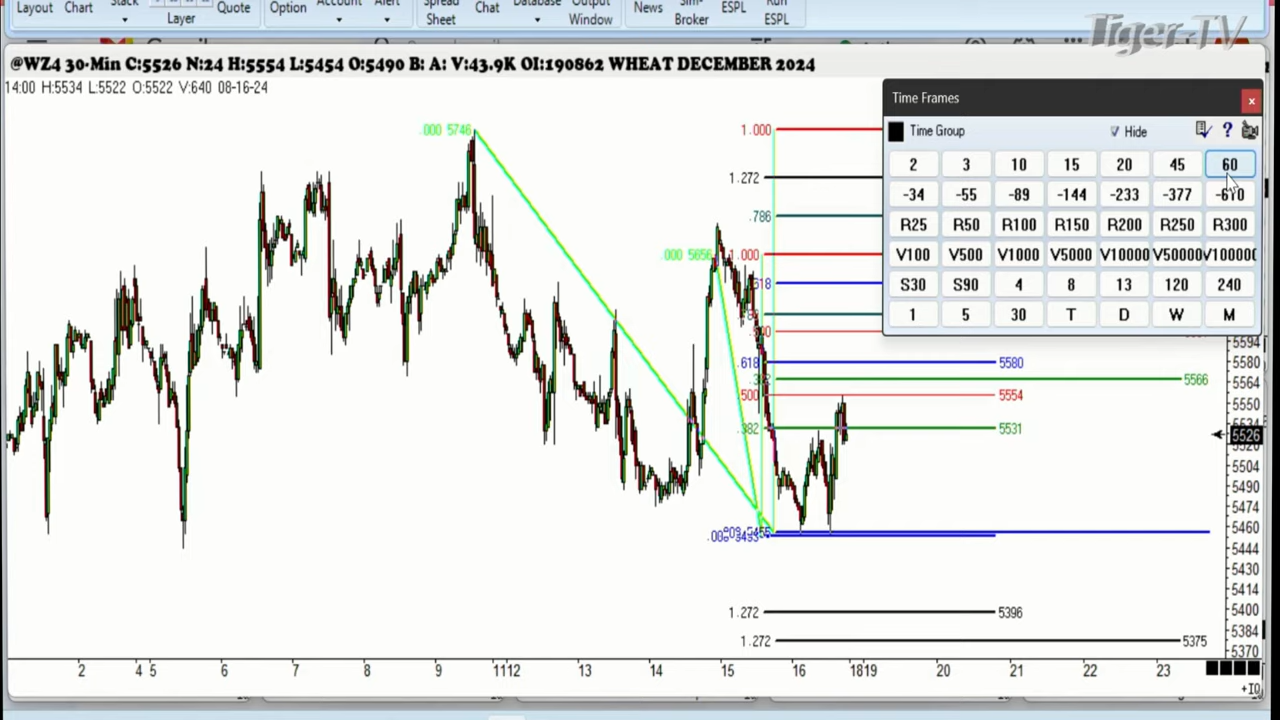 Layout Chart Stack Layer Quote Option Account Alert Spread Sheet Chat Database Output Window News Sim-Broker ESPL Run ESPL
Tiger-TV
@WZ4 30-Min C:5526 N:24 H:5554 L:5454 O:5490 B: A: V:43.9K OI:190862 WHEAT DECEMBER 2024
14:00 H:5534 L:5522 O:5522 V:640 08-16-24
Time Frames x
Time Group Hide ?
2 3 10 15 20 45 60
-34 -55 -89 -144 -233 -377 -610
R25 R50 R100 R150 R200 R250 R300
V100 V500 V1000 V5000 V10000 V50000 V100000
S30 S90 4 8 13 120 240
1 5 30 T D W M
.000 5746 1.000
1.272
.786
.000 5656 1.000
.618
.618 5580
5566
.500 5554
.382 5531
1.272 5396
1.272 5375
5594
5580
5564
5550
5526
5504
5490
5474
5460
5444
5430
5414
5400
5384
5370
2 4 5 6 7 8 9 1112 13 14 15 16 1819 20 21 22 23
+10